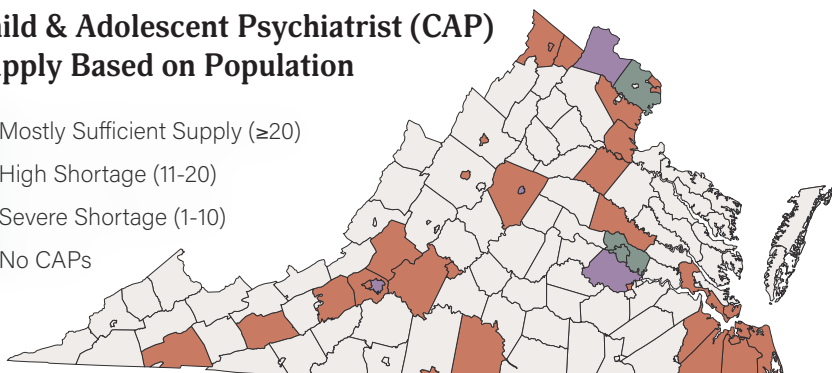 ild & Adolescent Psychiatrist (CAP)
pply Based on Population
Mostly Sufficient Supply (≥20)
High Shortage (11-20)
Severe Shortage (1-10)
No CAPs